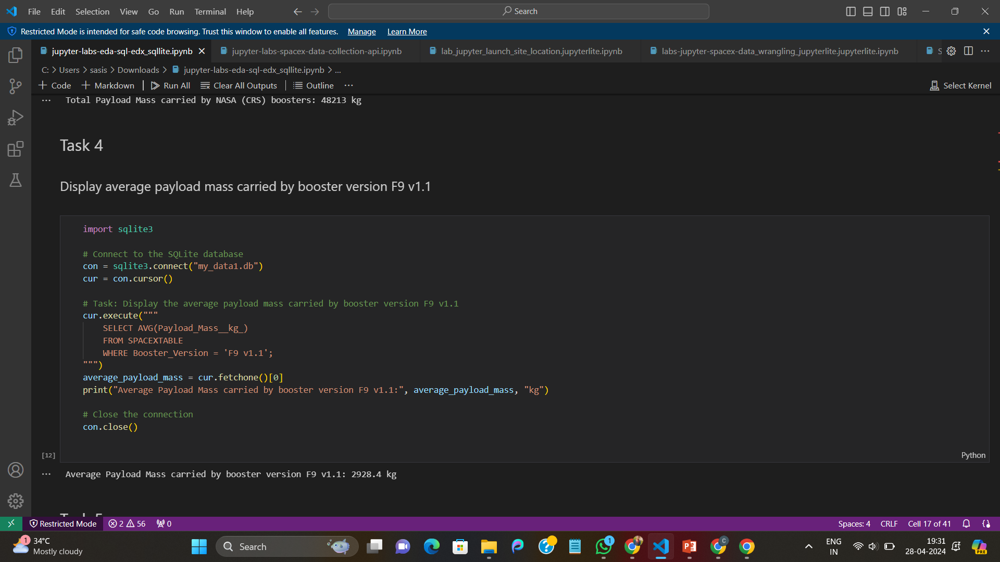 File Edit Selection View Go Run Terminal Help Search
Restricted Mode is intended for safe code browsing. Trust this window to enable all features. Manage Learn More
jupyter-labs-eda-sql-edx_sqllite.ipynb jupyter-labs-spacex-data-collection-api.ipynb lab_jupyter_launch_site_location.jupyterlite.ipynb labs-jupyter-spacex-data_wrangling_jupyterlite.jupyterlite.ipynb S
C: > Users > sasis > Downloads > jupyter-labs-eda-sql-edx_sqllite.ipynb > ...
+ Code + Markdown | Run All Clear All Outputs | Outline ... Select Kernel
... Total Payload Mass carried by NASA (CRS) boosters: 48213 kg
Task 4
Display average payload mass carried by booster version F9 v1.1
import sqlite3
# Connect to the SQLite database
con = sqlite3.connect("my_data1.db")
cur = con.cursor()
# Task: Display the average payload mass carried by booster version F9 v1.1
cur.execute("""
SELECT AVG(Payload_Mass__kg_)
FROM SPACEXTABLE
WHERE Booster_Version = 'F9 v1.1';
""")
average_payload_mass = cur.fetchone()[0]
print("Average Payload Mass carried by booster version F9 v1.1:", average_payload_mass, "kg")
# Close the connection
con.close()
[12] Python
... Average Payload Mass carried by booster version F9 v1.1: 2928.4 kg
Task 5
Restricted Mode 2 56 0 Spaces: 4 CRLF Cell 17 of 41
1 34°C Search 1 C ENG 19:31
Mostly cloudy IN 28-04-2024 PRE